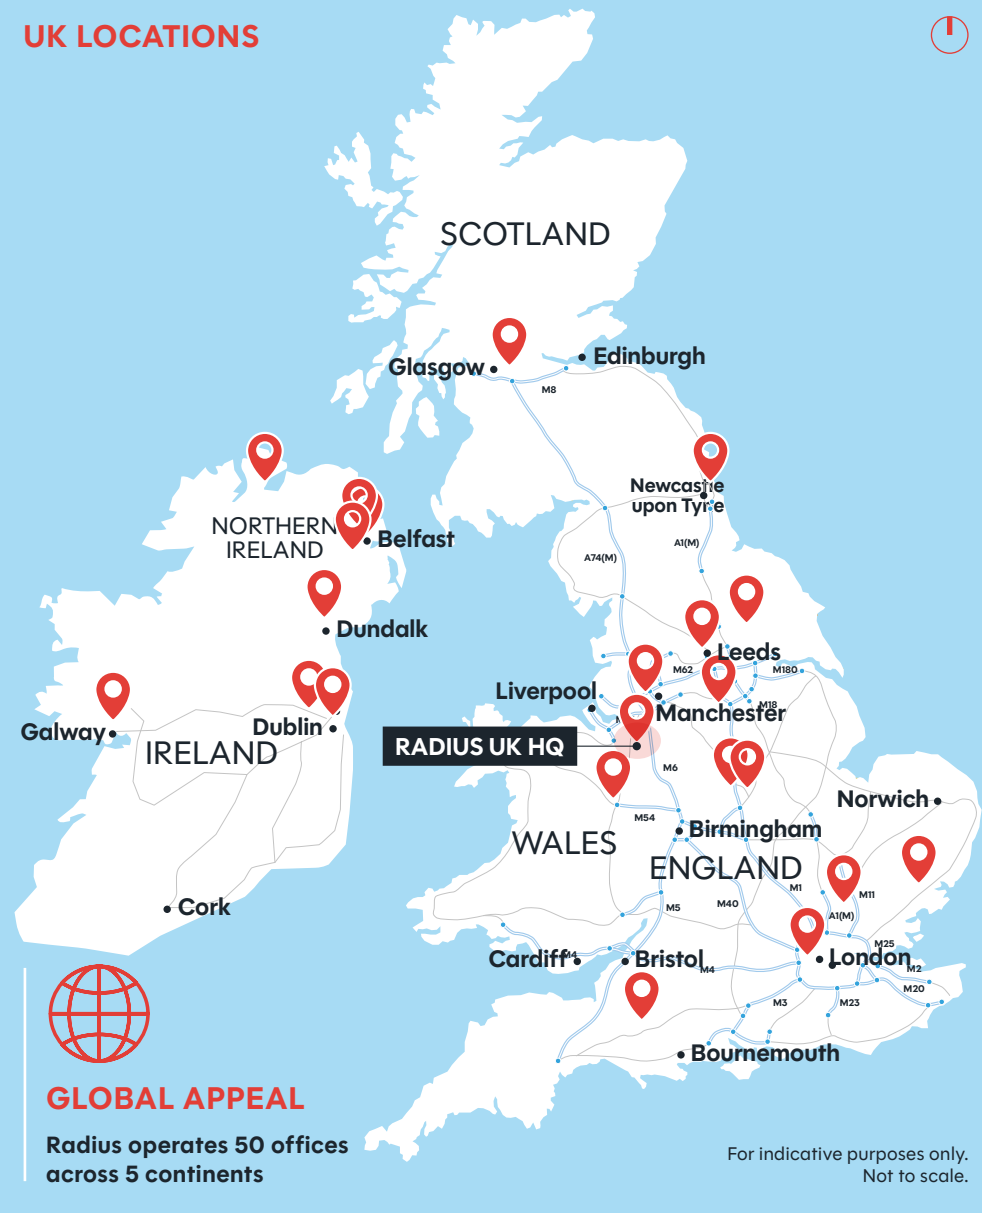 UK LOCATIONS
SCOTLAND
Glasgow
Edinburgh
M8
Newcastle
upon Tyne
NORTHERN
IRELAND
Belfast
A74(M)
A1(M)
Dundalk
Leeds
M62
M180
M18
Liverpool
Manchester
Galway
Dublin
IRELAND
RADIUS UK HQ
M6
M54
Norwich
Birmingham
WALES
ENGLAND
M1
M11
M5
M40
A1(M)
Cork
M25
Cardiff
M4
Bristol
M4
London
M2
M20
M3
M23
Bournemouth
GLOBAL APPEAL
Radius operates 50 offices
across 5 continents
For indicative purposes only.
Not to scale.